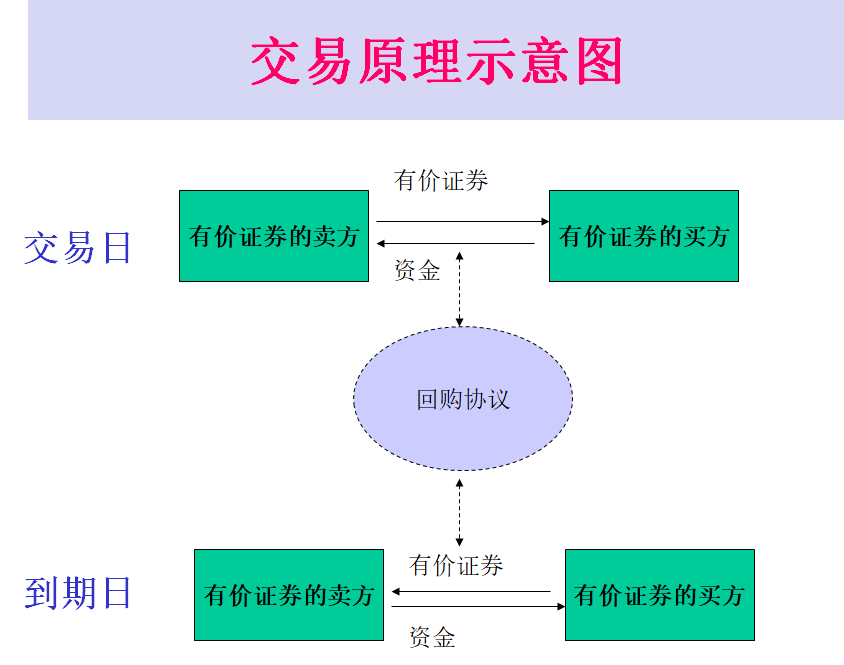 交易原理示意图
有价证券
交易日
有价证券的卖方
有价证券的买方
资金
回购协议
有价证券
到期日
有价证券的卖方
有价证券的买方
资金